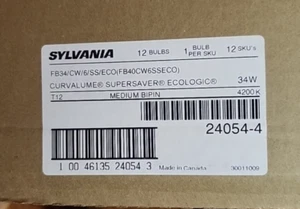 SYLVANIA 12 BULBS 1 BULB PER SKU 12 SKU's
FB34/CW/6/SS/ECO(FB40CW6SSECO)
CURVALUME® SUPERSAVER® ECOLOGIC® 34W
T12 MEDIUM BIPIN 4200K
24054-4
1 00 46135 24054 3 Made in Canada 00011009